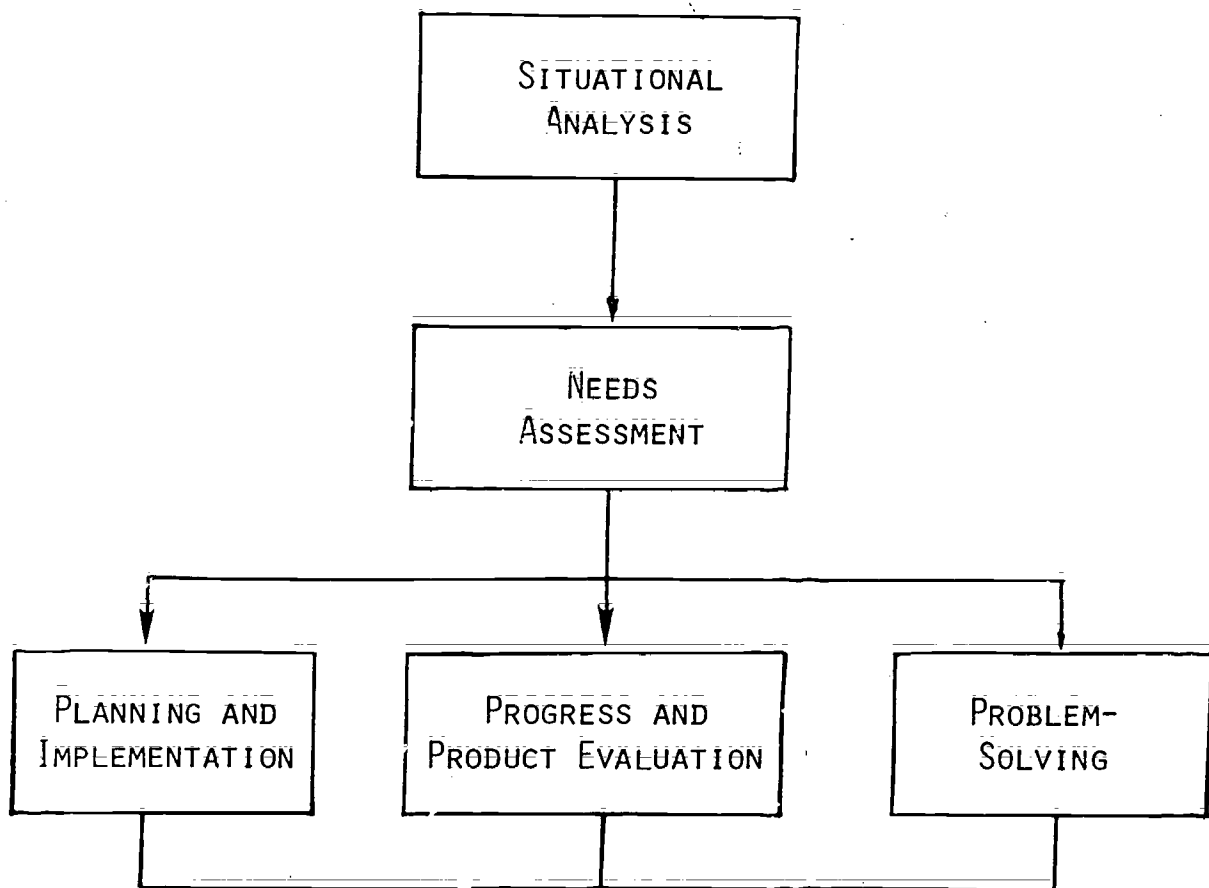 SITUATIONAL
ANALYSIS
NEEDS
ASSESSMENT
PLANNING AND
IMPLEMENTATION
PROGRESS AND
PRODUCT EVALUATION
PROBLEM-
SOLVING